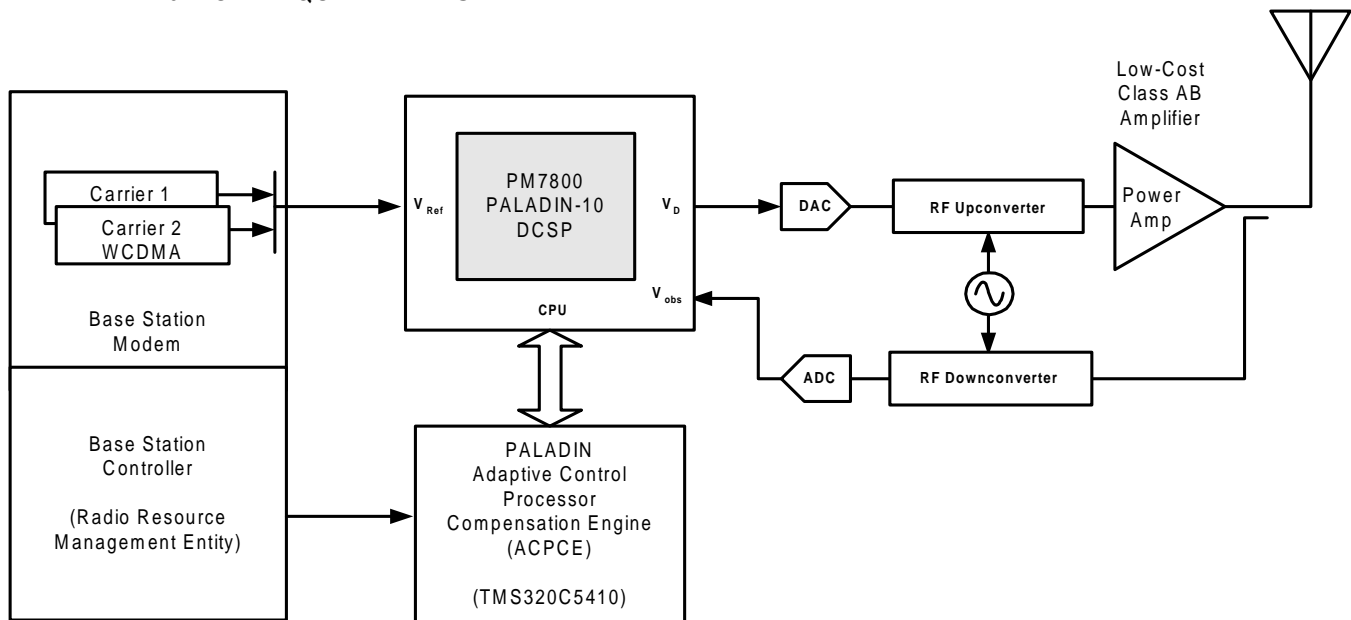 Carrier 1
Carrier 2
WCDMA
Base Station
Modem
Base Station
Controller
(Radio Resource
Management Entity)
V Ref
PM7800
PALADIN-10
DCSP
V D
V obs
CPU
PALADIN
Adaptive Control
Processor
Compensation Engine
(ACPCE)
(TMS320C5410)
DAC
RF Upconverter
Low-Cost
Class AB
Amplifier
Power
Amp
ADC
RF Downconverter